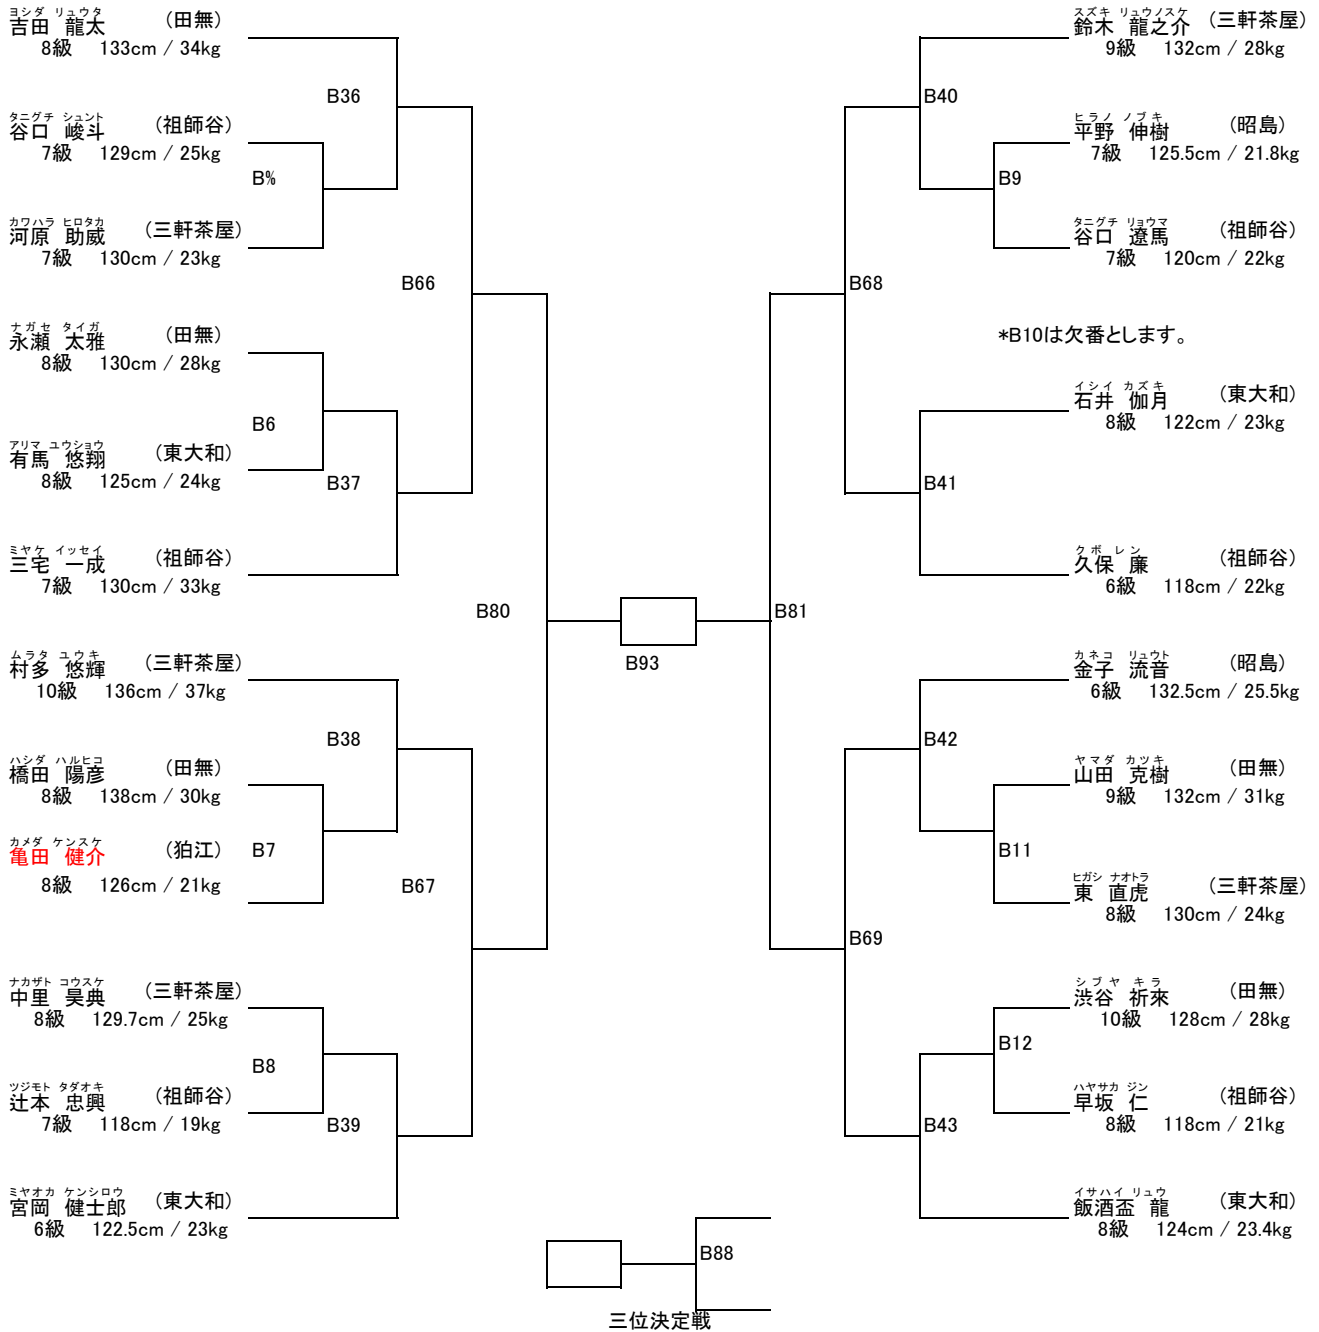 ヨシダ リュウタ
吉田 龍太 (田無)
8級 133cm / 34kg
B36
タニグチ シュント
谷口 峻斗 (祖師谷)
7級 129cm / 25kg
B%
カワハラ ヒロタカ
河原 助威 (三軒茶屋)
7級 130cm / 23kg
B66
ナガセ タイガ
永瀬 太雅 (田無)
8級 130cm / 28kg
B6
アリマ ユウショウ
有馬 悠翔 (東大和)
8級 125cm / 24kg
B37
ミヤケ イッセイ
三宅 一成 (祖師谷)
7級 130cm / 33kg
B80
ムラタ ユウキ
村多 悠輝 (三軒茶屋)
10級 136cm / 37kg
B38
ハシダ ハルヒコ
橋田 陽彦 (田無)
8級 138cm / 30kg
カメダ ケンスケ
亀田 健介 (狛江)
B7
8級 126cm / 21kg
B67
ナカザト コウスケ
中里 昊典 (三軒茶屋)
8級 129.7cm / 25kg
B8
ツジモト タダオキ
辻本 忠興 (祖師谷)
7級 118cm / 19kg
B39
ミヤオカ ケンシロウ
宮岡 健士郎 (東大和)
6級 122.5cm / 23kg
B93
スズキ リュウノスケ
鈴木 龍之介 (三軒茶屋)
9級 132cm / 28kg
B40
ヒラノ ノブキ
平野 伸樹 (昭島)
7級 125.5cm / 21.8kg
B9
タニグチ リョウマ
谷口 遼馬 (祖師谷)
7級 120cm / 22kg
B68
*B10は欠番とします。
イシイ カズキ
石井 伽月 (東大和)
8級 122cm / 23kg
B41
クボ レン
久保 廉 (祖師谷)
6級 118cm / 22kg
B81
カネコ リュウト
金子 流音 (昭島)
6級 132.5cm / 25.5kg
B42
ヤマダ カツキ
山田 克樹 (田無)
9級 132cm / 31kg
B11
ヒガシ ナオトラ
東 直虎 (三軒茶屋)
8級 130cm / 24kg
B69
シブヤ キラ
渋谷 祈來 (田無)
10級 128cm / 28kg
B12
ハヤサカ ジン
早坂 仁 (祖師谷)
8級 118cm / 21kg
B43
イサハイ リュウ
飯酒盃 龍 (東大和)
8級 124cm / 23.4kg
B88
三位決定戦